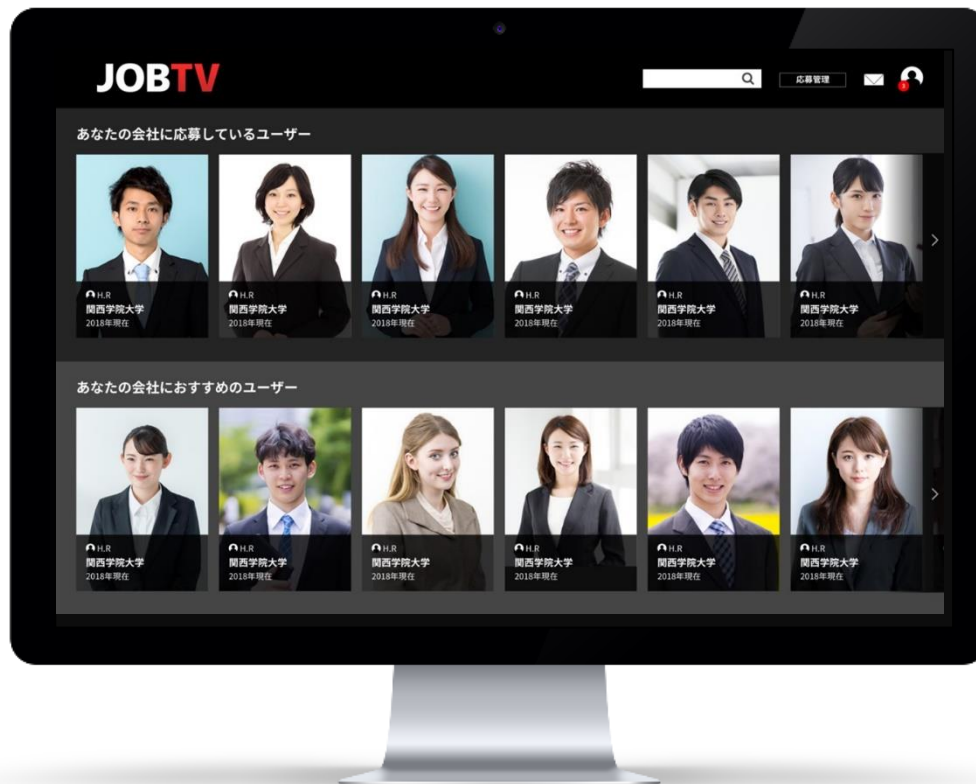 JOBTV
応募管理
3
あなたの会社に応募しているユーザー
H.R
関西学院大学
2018年現在
H.R
関西学院大学
2018年現在
H.R
関西学院大学
2018年現在
H.R
関西学院大学
2018年現在
H.R
関西学院大学
2018年現在
H.R
関西学院大学
2018年現在
あなたの会社におすすめのユーザー
H.R
関西学院大学
2018年現在
H.R
関西学院大学
2018年現在
H.R
関西学院大学
2018年現在
H.R
関西学院大学
2018年現在
H.R
関西学院大学
2018年現在
H.R
関西学院大学
2018年現在